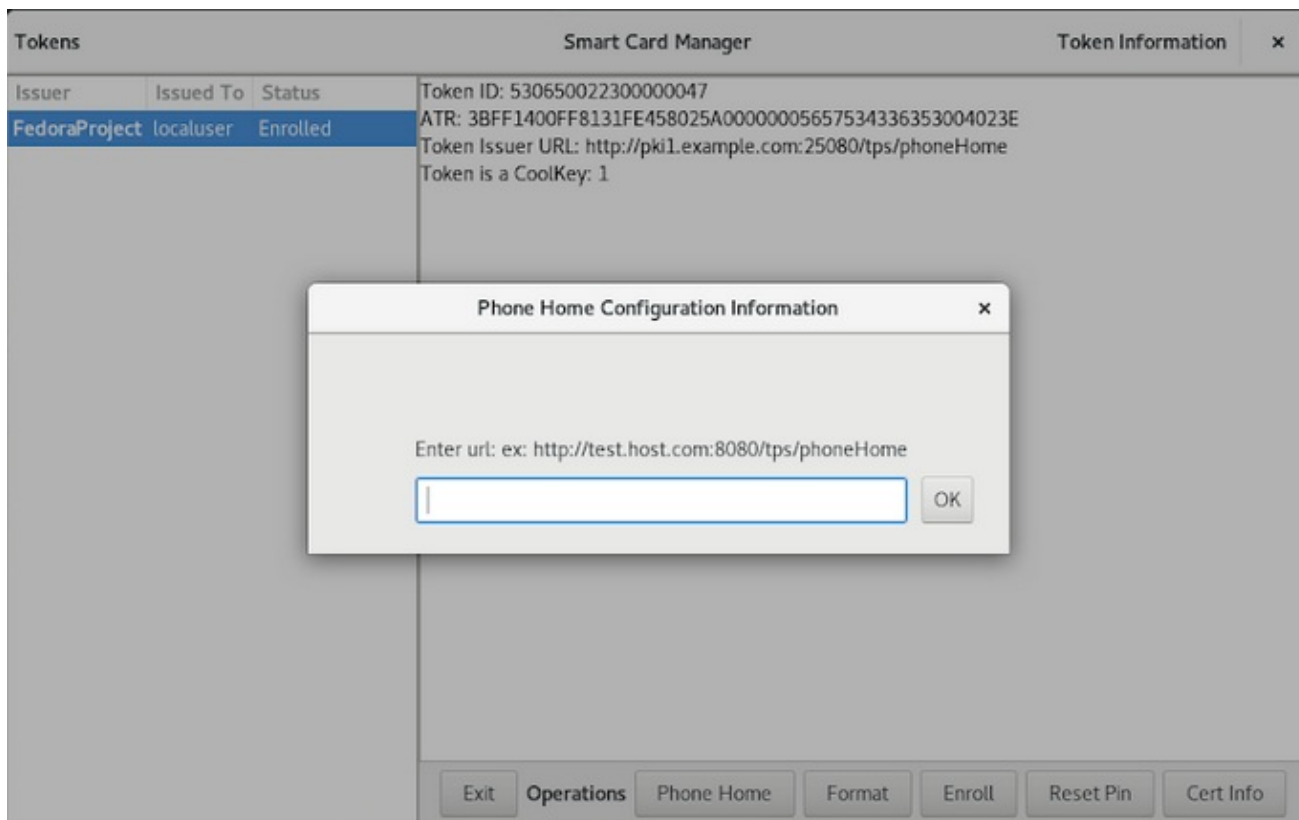 Tokens Smart Card Manager Token Information ×
Issuer Issued To Status
FedoraProject localuser Enrolled
Token ID: 530650022300000047
ATR: 3BFF1400FF8131FE458025A000000056575343363530004023E
Token Issuer URL: http://pki1.example.com:25080/tps/phoneHome
Token is a CoolKey: 1
Phone Home Configuration Information ×
Enter url: ex: http://test.host.com:8080/tps/phoneHome
OK
Exit Operations Phone Home Format Enroll Reset Pin Cert Info